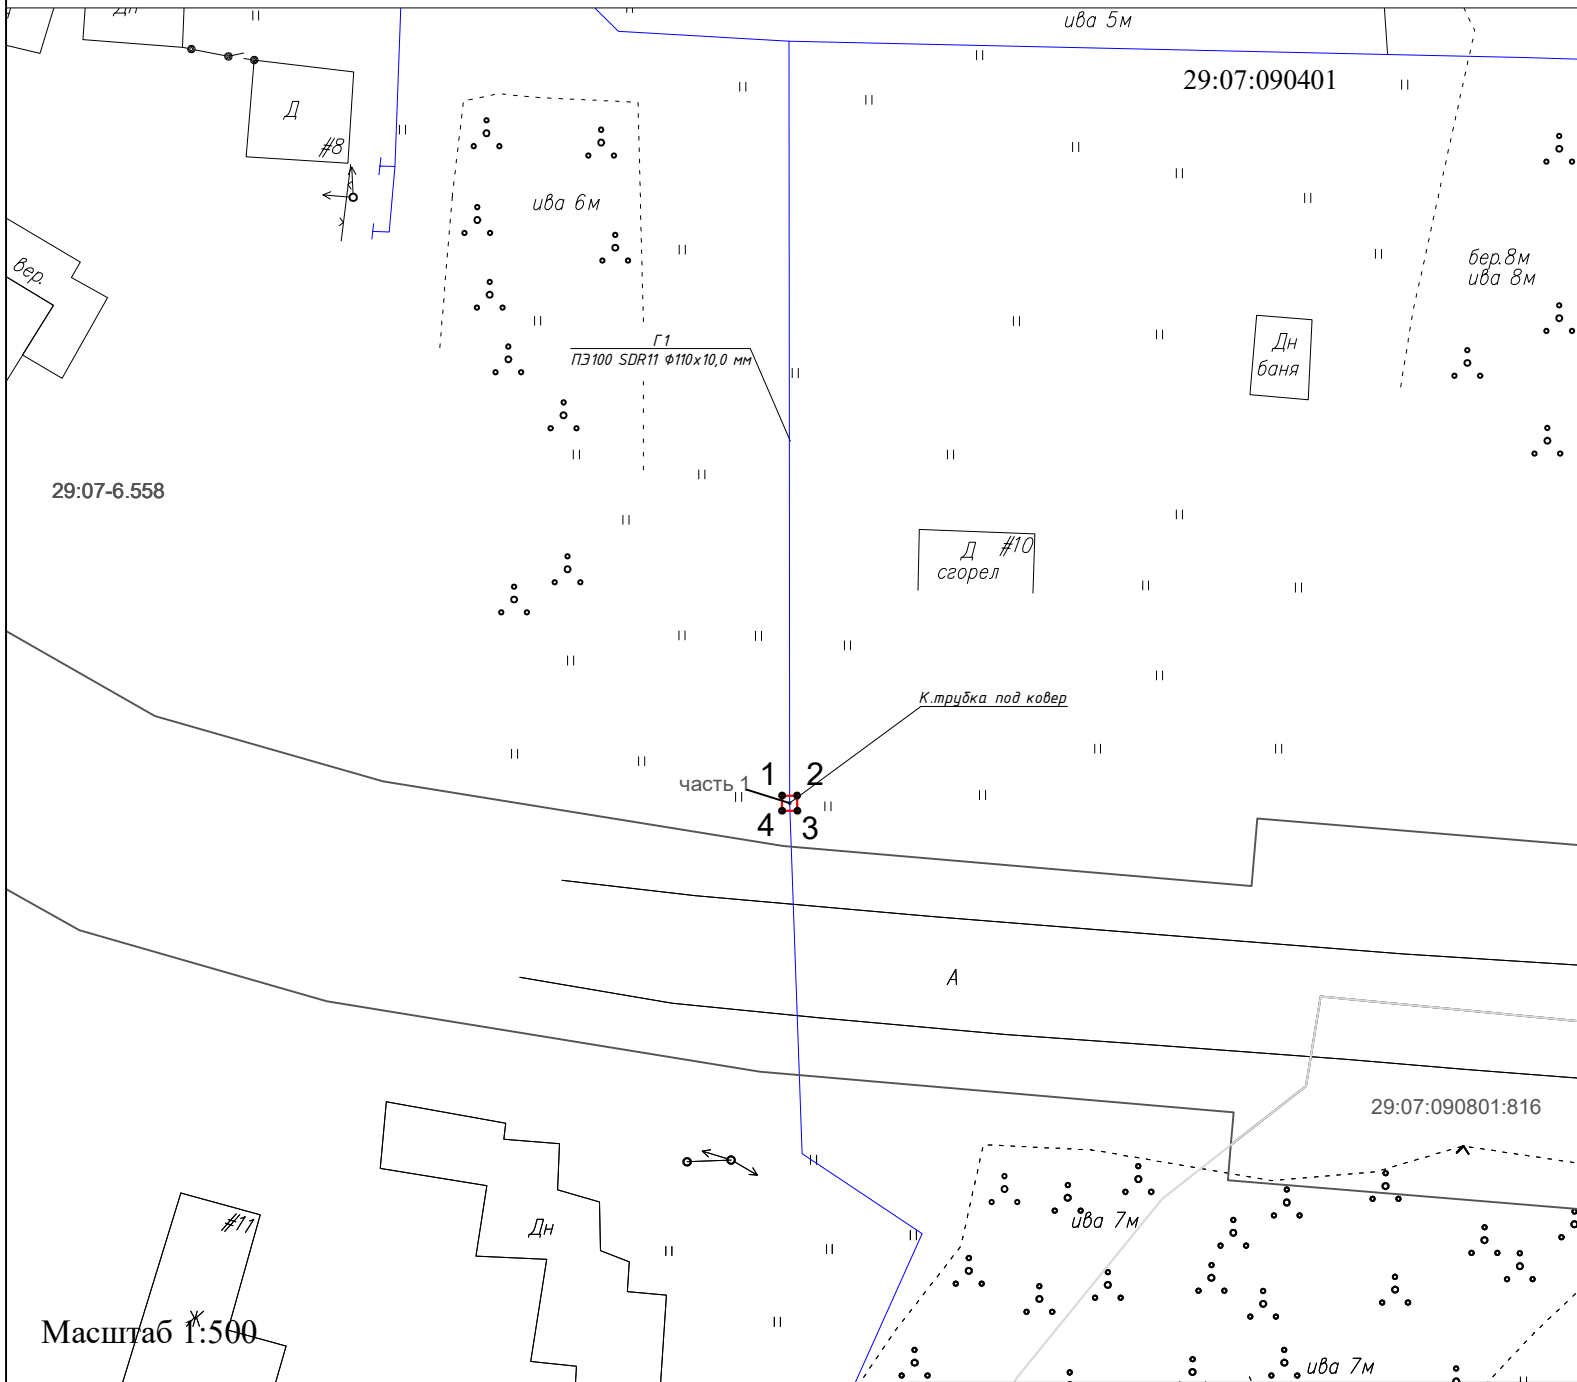 Дн
ива 5м
29:07:090401
Д
#8
ива 6м
вер.
бер.8м
ива 8м
Г1
ПЭ100 SDR11 Ф110х10,0 мм
Дн
баня
29:07-6.558
Д #10
сгорел
К.трубка под ковер
часть 1
1
2
4
3
А
29:07:090801:816
ива 7м
#11
Дн
Ж
Масштаб 1:500
ива 7м